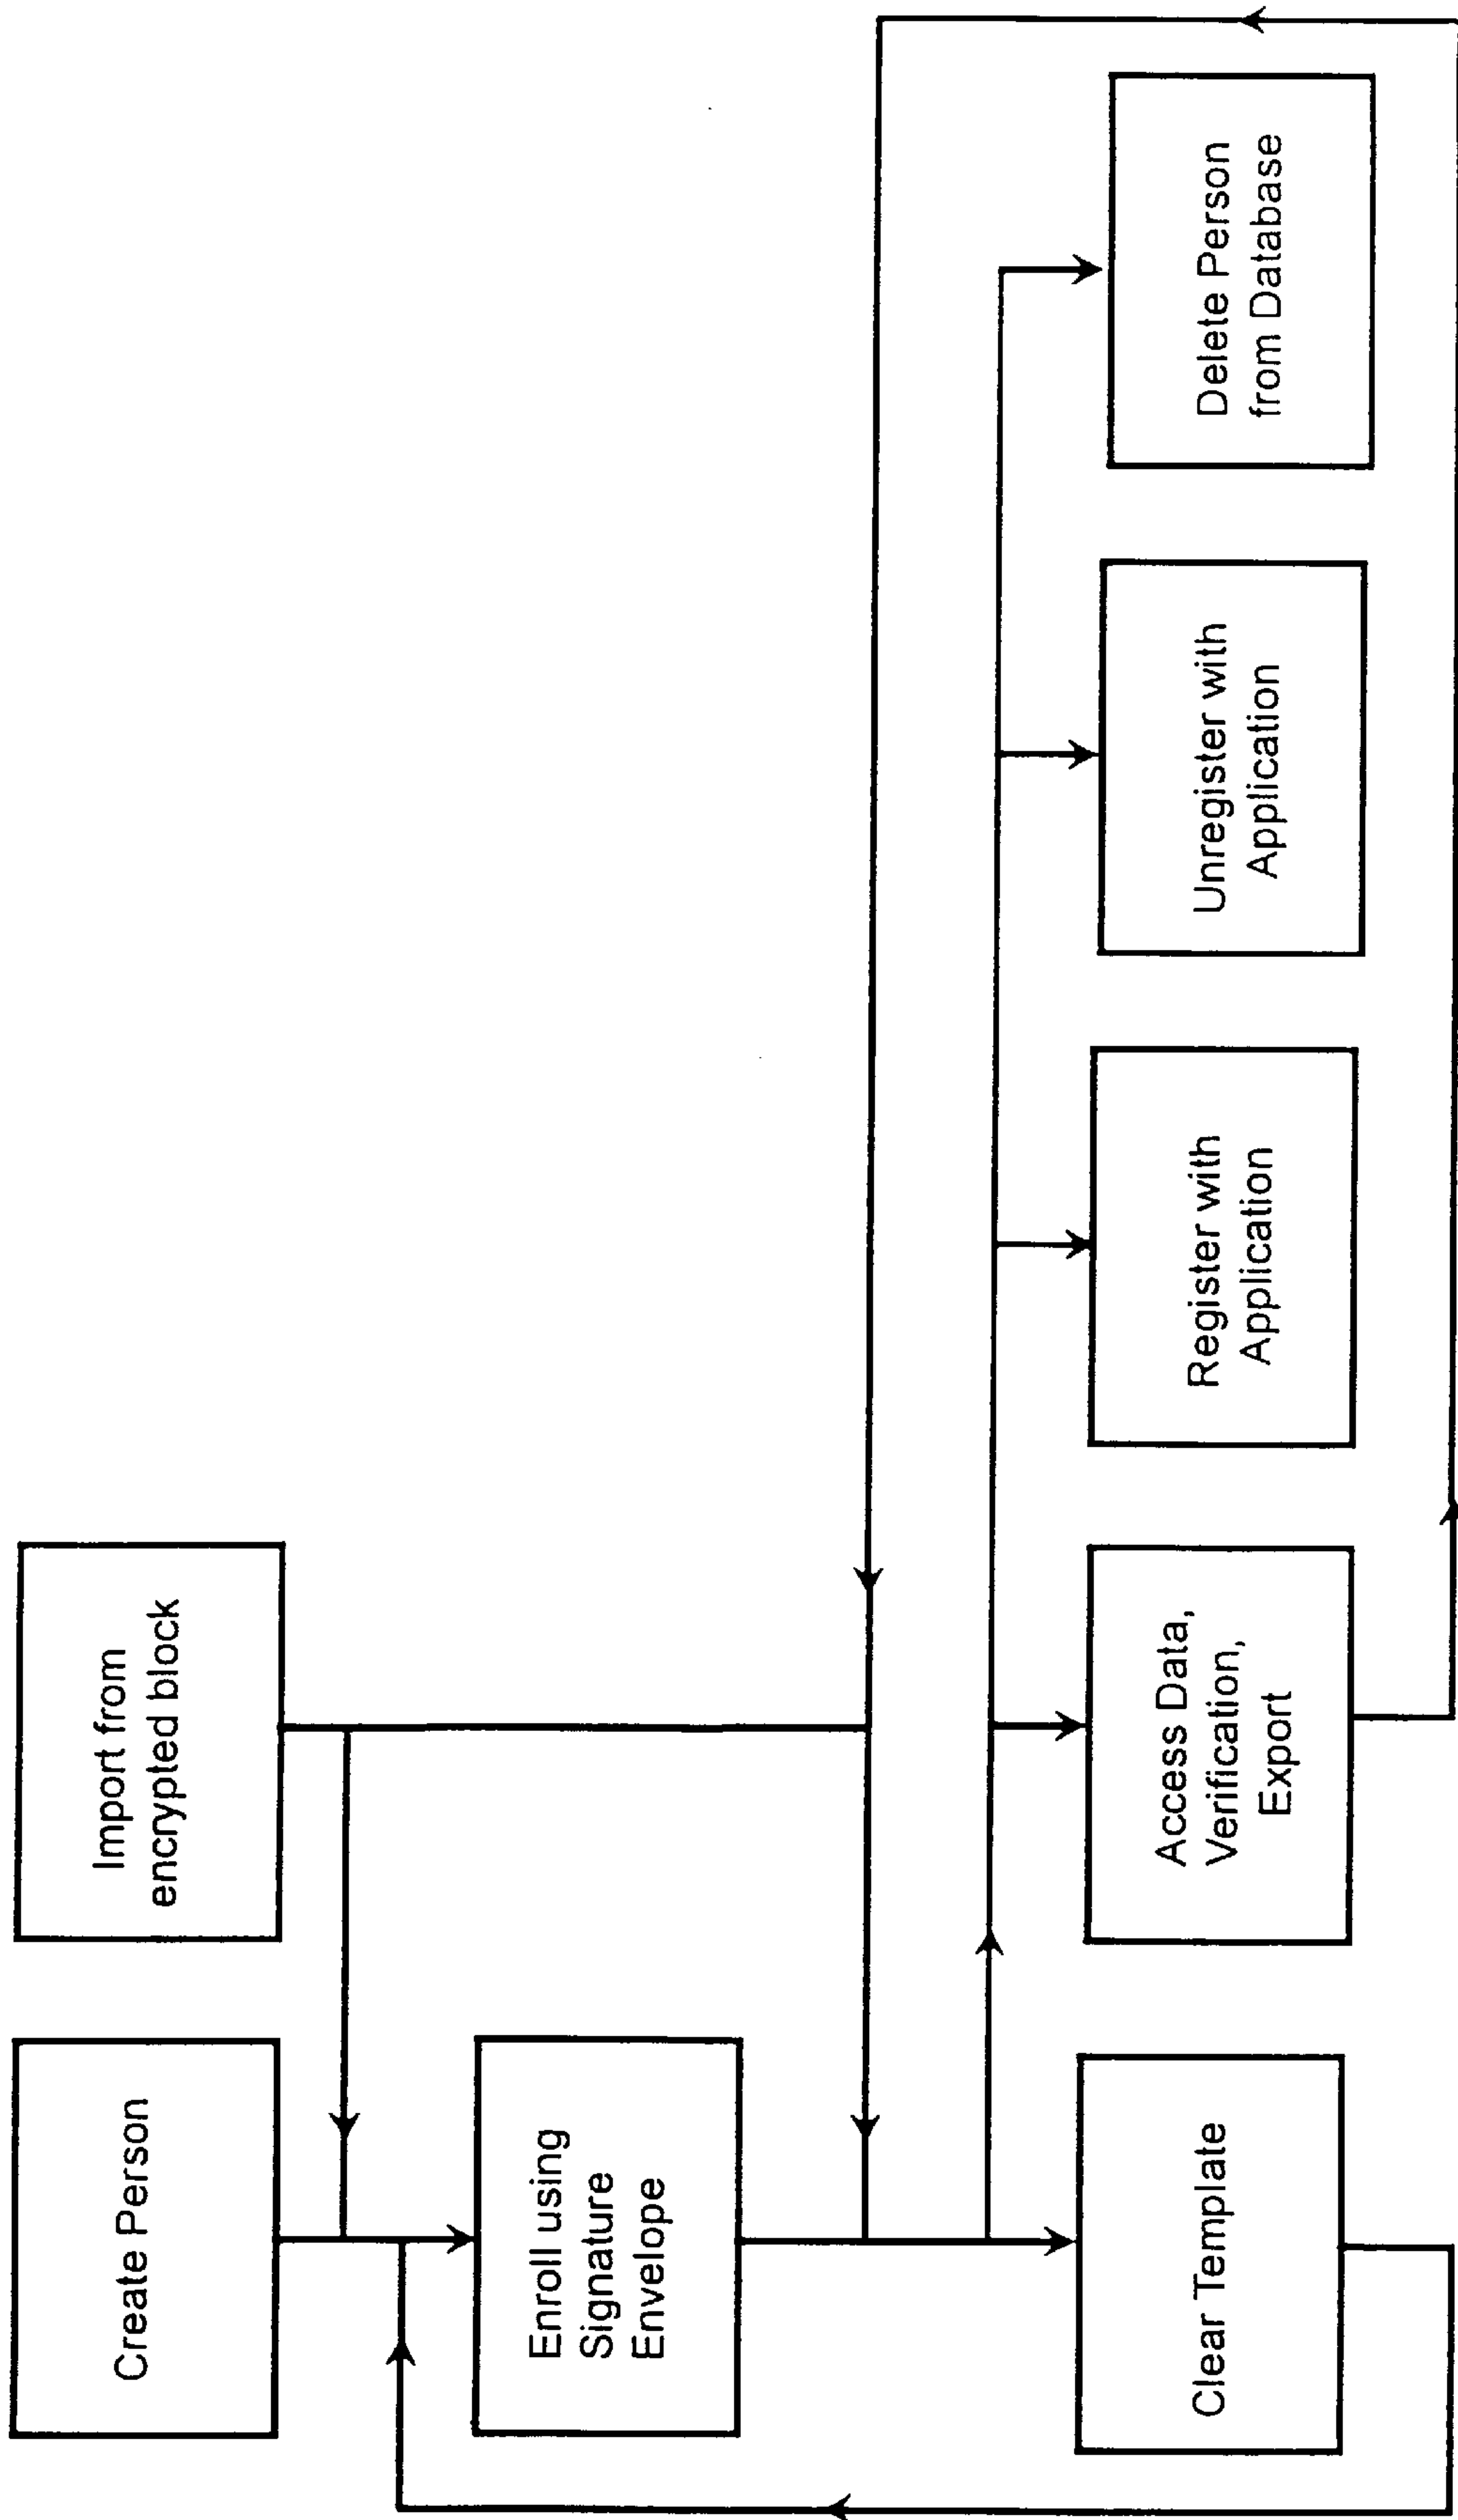 Create Person
Import from
encrypted block
Enroll using
Signature
Envelope
Clear Template
Access Data,
Verification,
Export
Register with
Application
Unregister with
Application
Delete Person
from Database